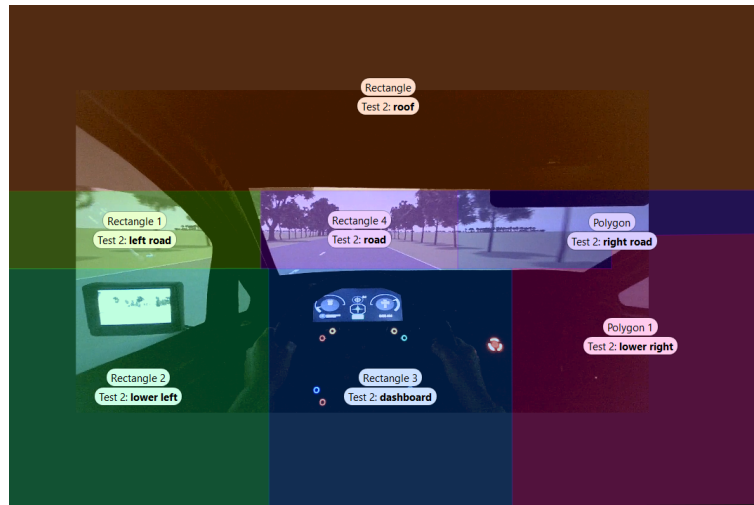 Rectangle
Test 2: roof
Rectangle 1
Test 2: left road
Rectangle 4
Test 2: road
Polygon
Test 2: right road
Polygon 1
Test 2: lower right
Rectangle 2
Test 2: lower left
Rectangle 3
Test 2: dashboard